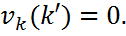 v_k(k′) = 0.